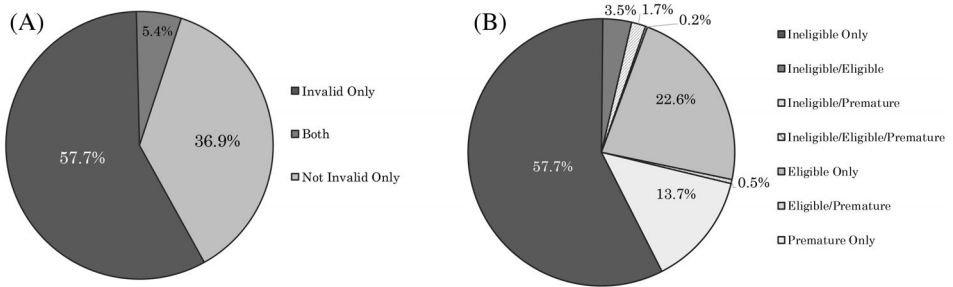 (A)
5.4%
36.9%
57.7%
Invalid Only
Both
Not Invalid Only
(B)
3.5%
1.7%
0.2%
22.6%
57.7%
0.5%
13.7%
Ineligible Only
Ineligible/Eligible
Ineligible/Premature
Ineligible/Eligible/Premature
Eligible Only
Eligible/Premature
Premature Only